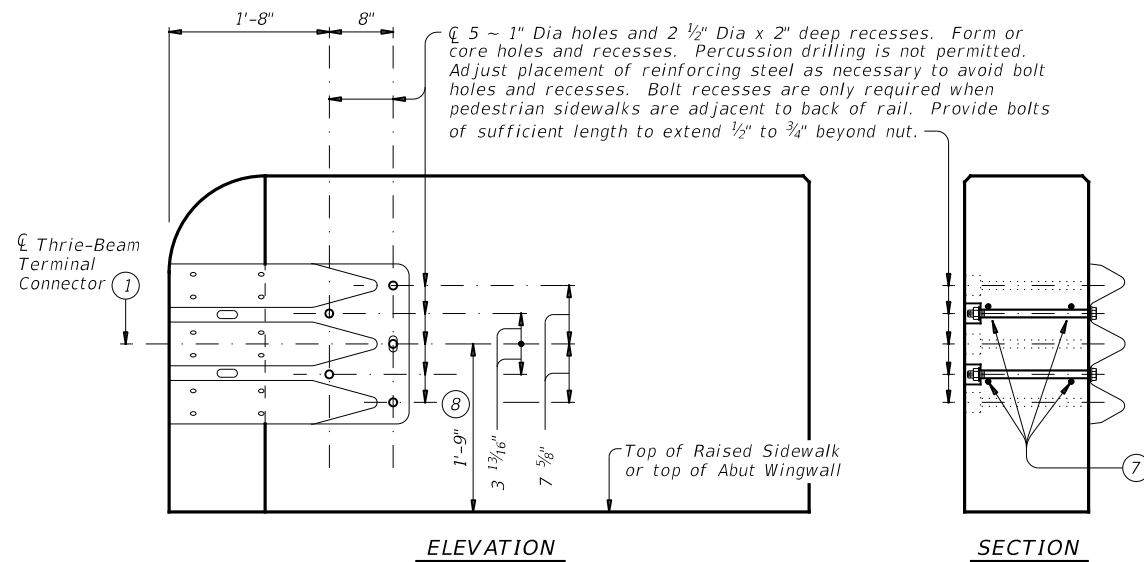 1'-8"
8"
℄ 5 ~ 1" Dia holes and 2 ½" Dia x 2" deep recesses. Form or
core holes and recesses. Percussion drilling is not permitted.
Adjust placement of reinforcing steel as necessary to avoid bolt
holes and recesses. Bolt recesses are only required when
pedestrian sidewalks are adjacent to back of rail. Provide bolts
of sufficient length to extend ½" to ¾" beyond nut.
℄ Thrie-Beam
Terminal
Connector
1
8
1'-9"
3 13/16"
7 5/8"
Top of Raised Sidewalk
or top of Abut Wingwall
7
ELEVATION
SECTION